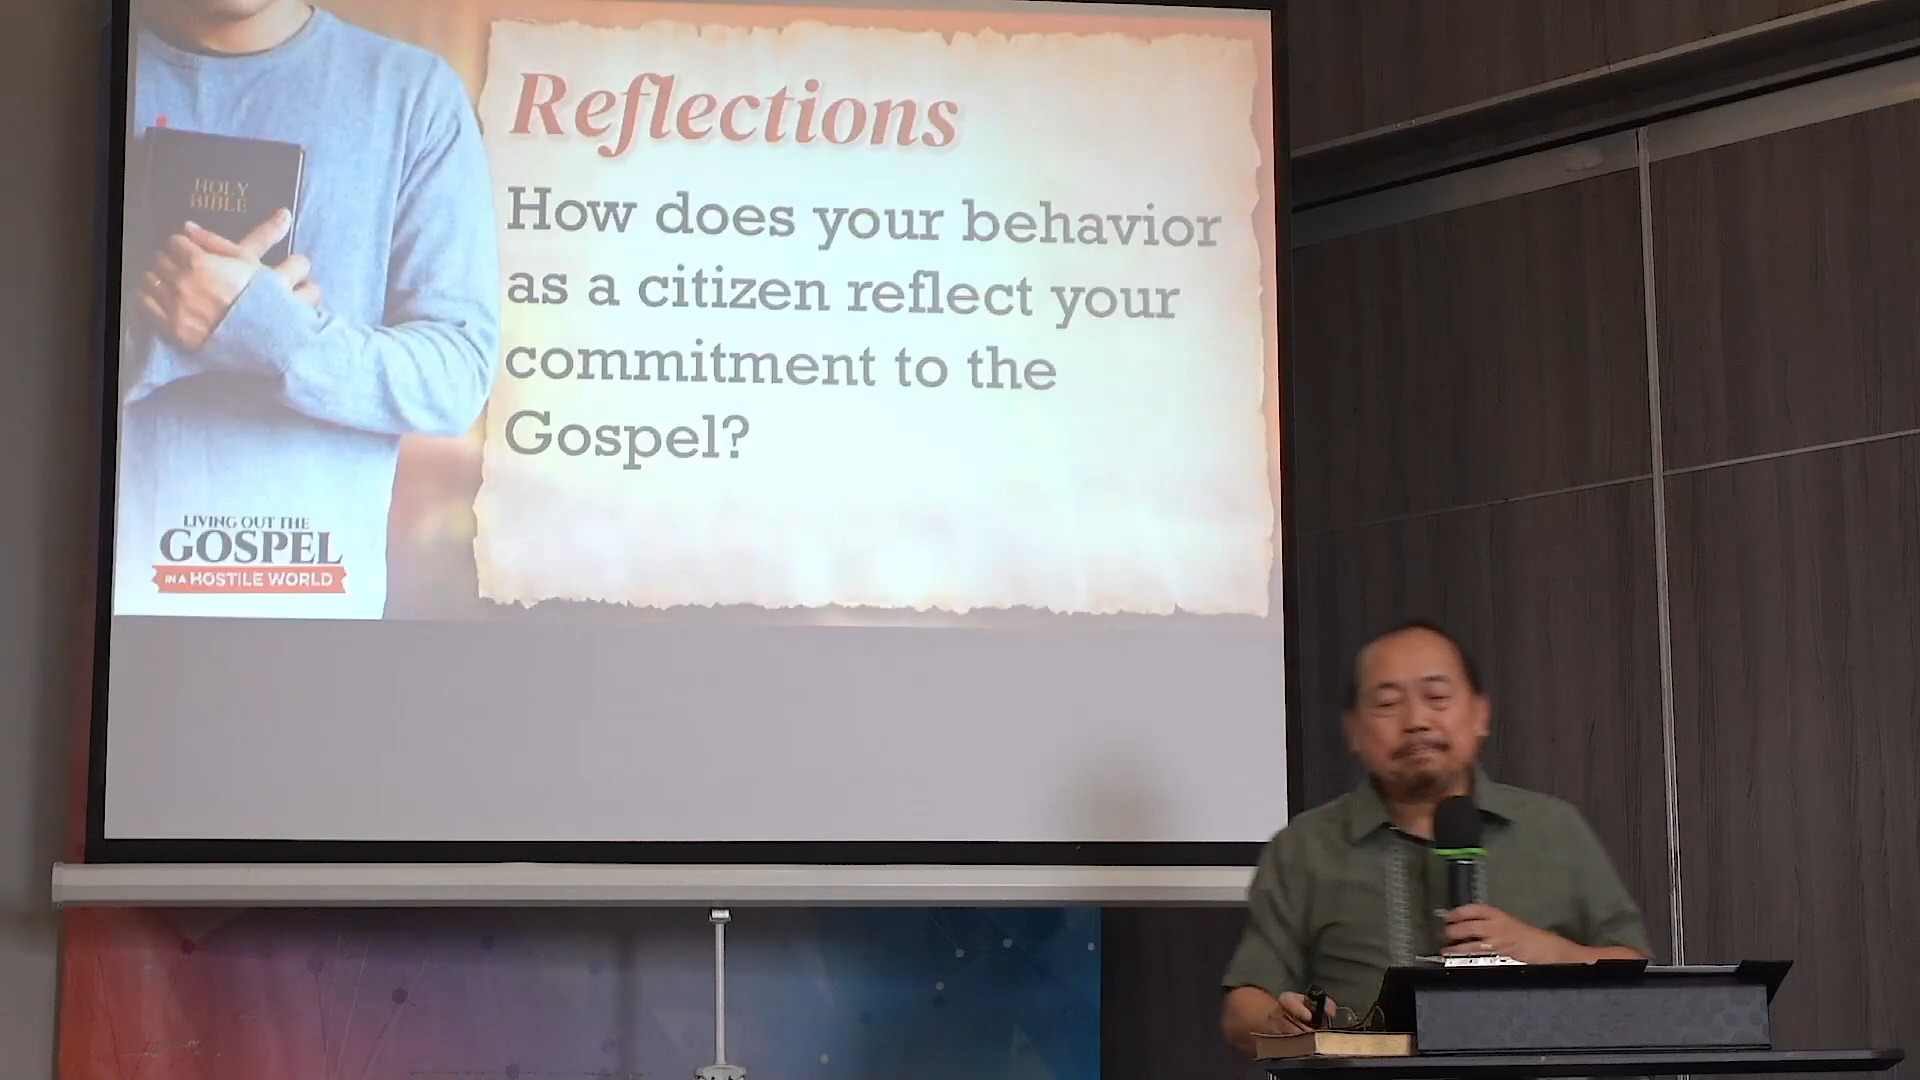 Reflections
How does your behavior
as a citizen reflect your
commitment to the
Gospel?
HOLY
BIBLE
LIVING OUT THE
GOSPEL
IN A HOSTILE WORLD